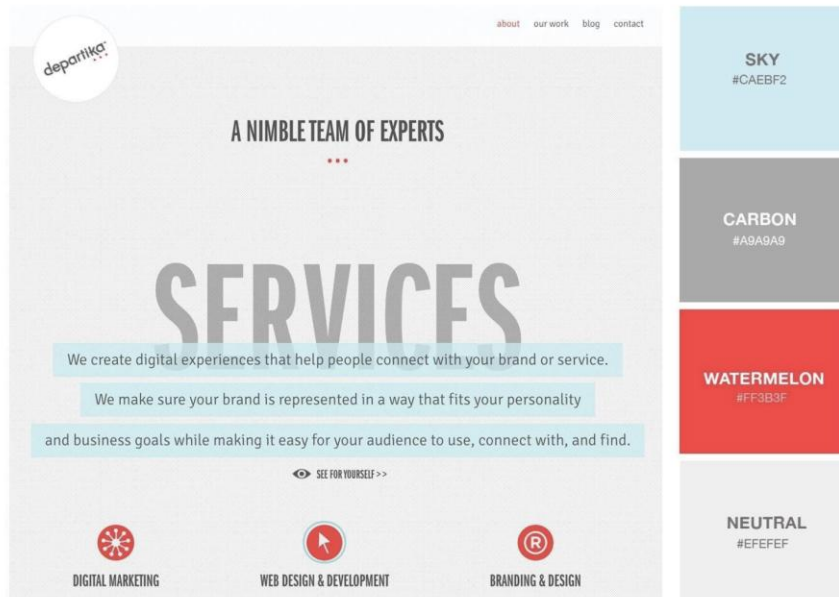 departika
about our work blog contact
A NIMBLE TEAM OF EXPERTS
SERVICES
We create digital experiences that help people connect with your brand or service.
We make sure your brand is represented in a way that fits your personality
and business goals while making it easy for your audience to use, connect with, and find.
SEE FOR YOURSELF >>
R
DIGITAL MARKETING WEB DESIGN & DEVELOPMENT BRANDING & DESIGN
SKY
#CAEBF2
CARBON
#A9A9A9
WATERMELON
#FF3B3F
NEUTRAL
#EFEFEF